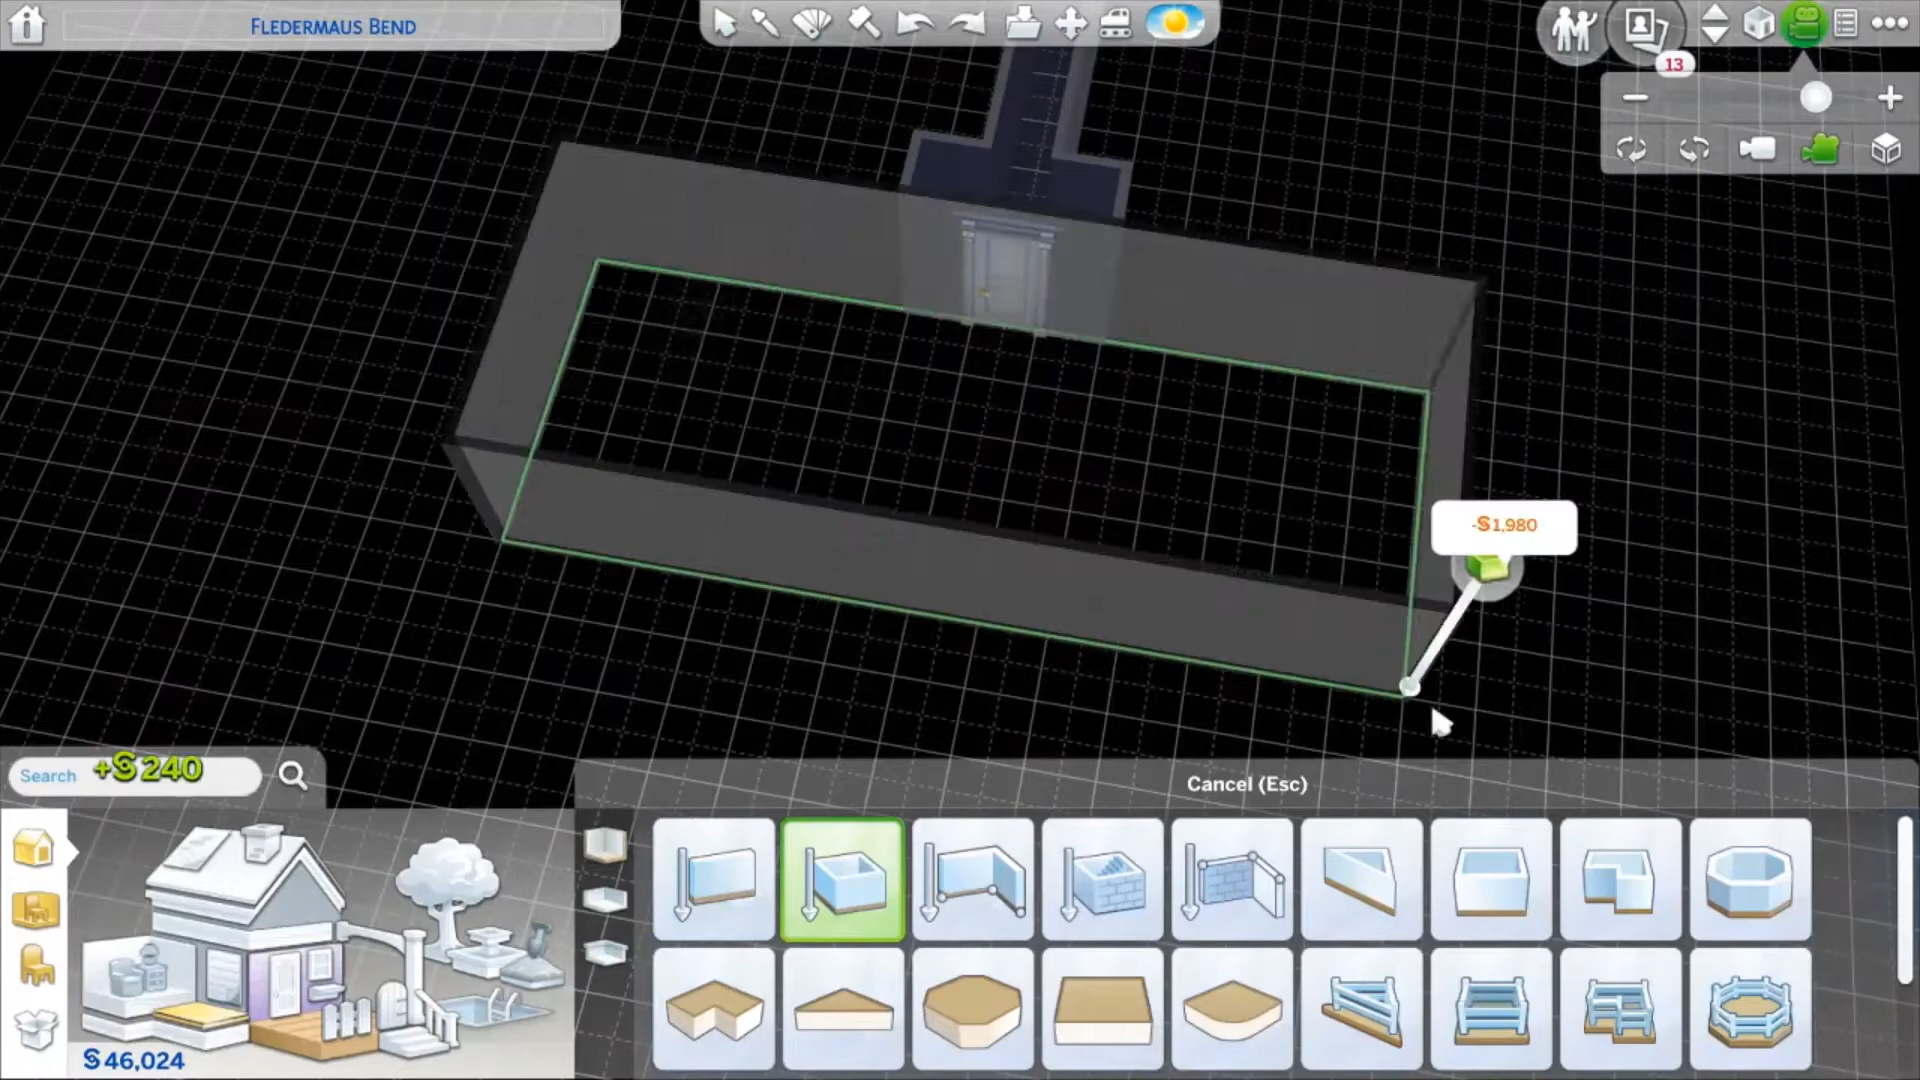 FLEDERMAUS BEND
13
-§1,980
Search
+§240
Cancel (Esc)
§46,024